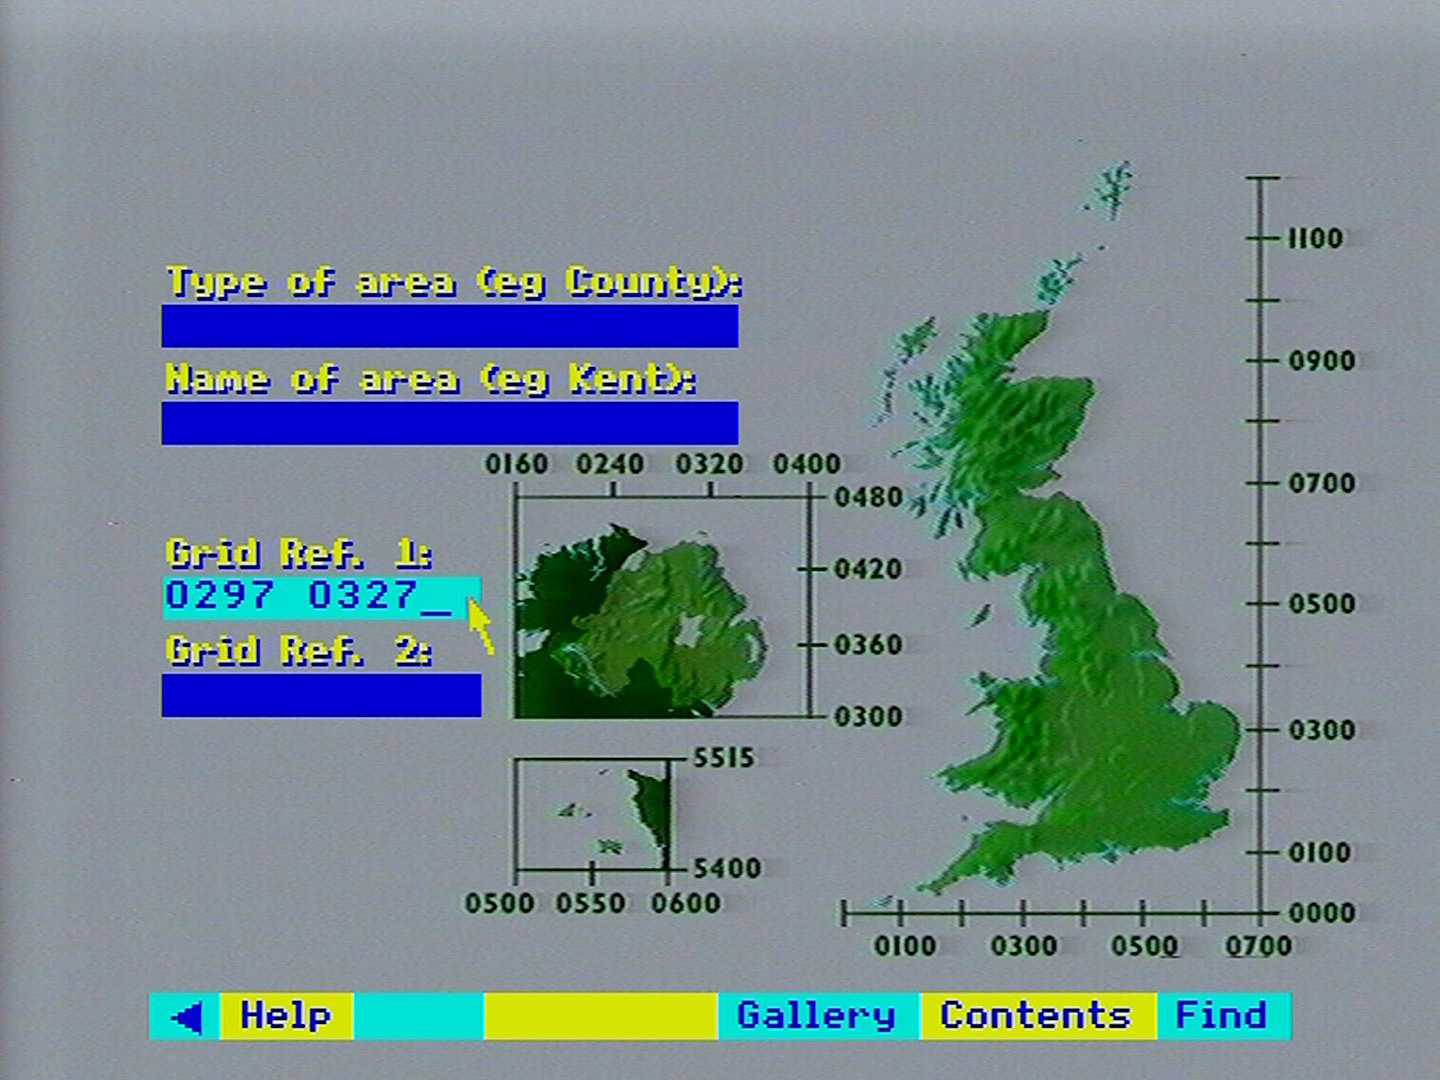 Type of area (eg County):
Name of area (eg Kent):
Grid Ref. 1:
0297 0327_
Grid Ref. 2:
0160 0240 0320 0400
0480
0420
0360
0300
5515
5400
0500 0550 0600
1100
0900
0700
0500
0300
0100
0000
0100 0300 0500 0700
Help Gallery Contents Find